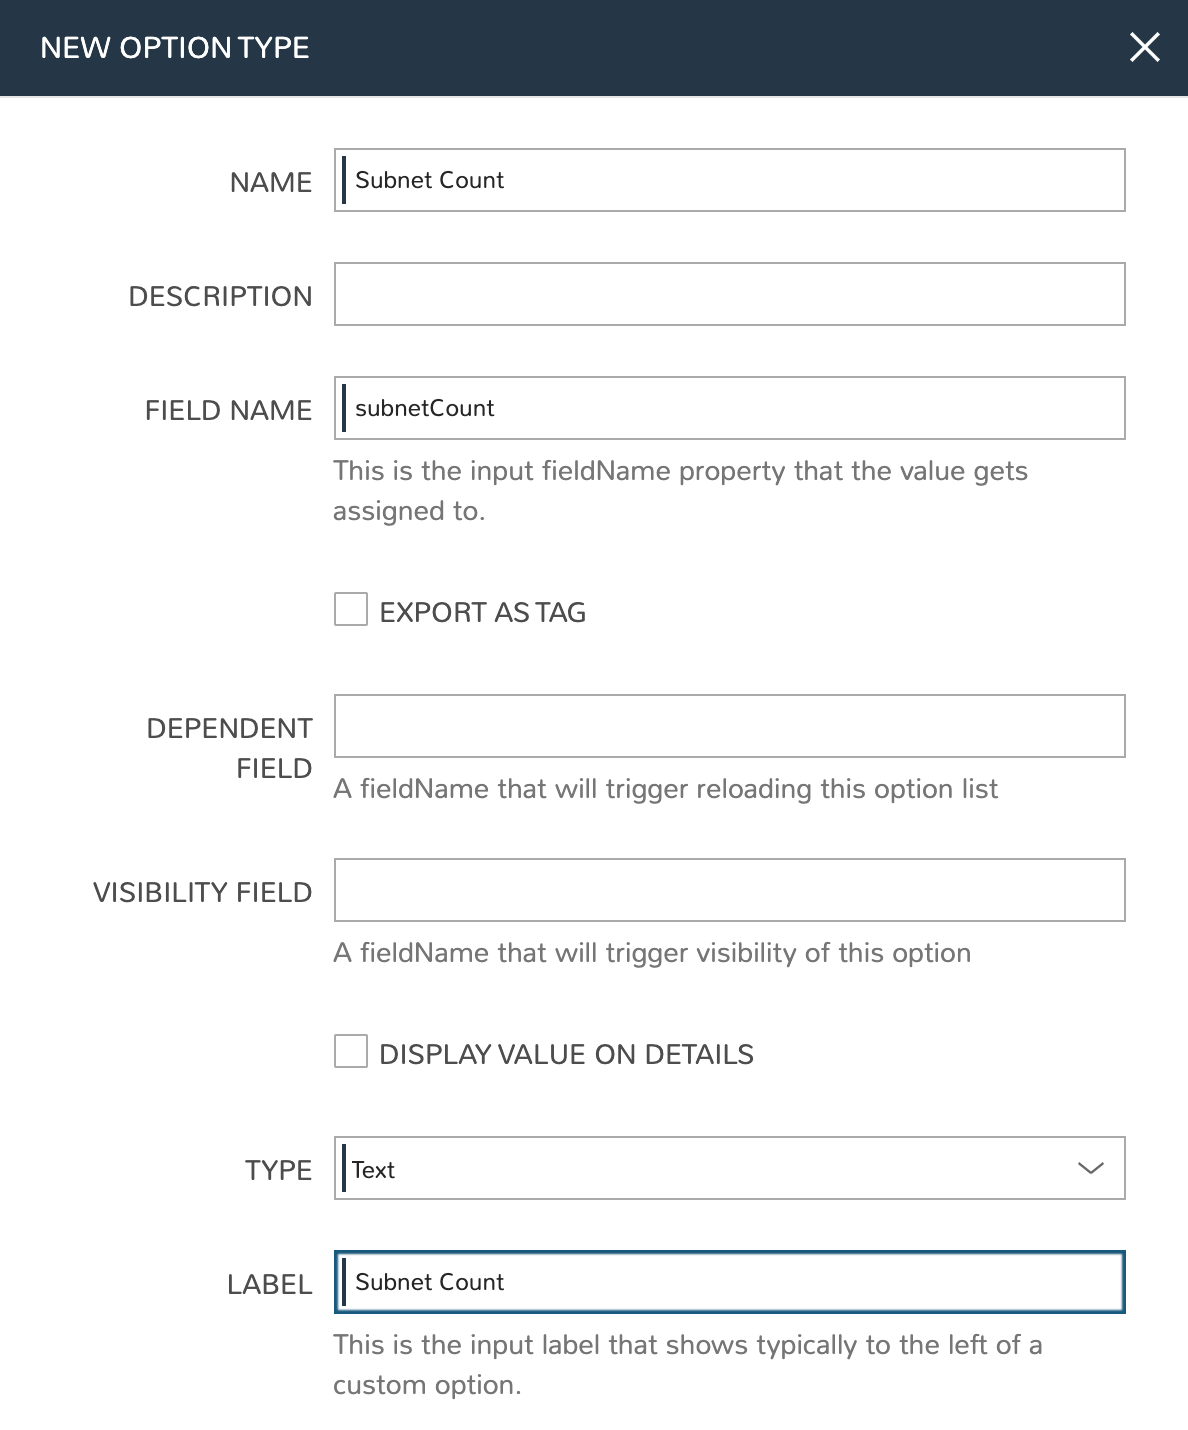 NEW OPTION TYPE
NAME
Subnet Count
DESCRIPTION
FIELD NAME
subnetCount
This is the input fieldName property that the value gets
assigned to.
EXPORT AS TAG
DEPENDENT
FIELD
A fieldName that will trigger reloading this option list
VISIBILITY FIELD
A fieldName that will trigger visibility of this option
DISPLAY VALUE ON DETAILS
TYPE
Text
LABEL
Subnet Count
This is the input label that shows typically to the left of a
custom option.